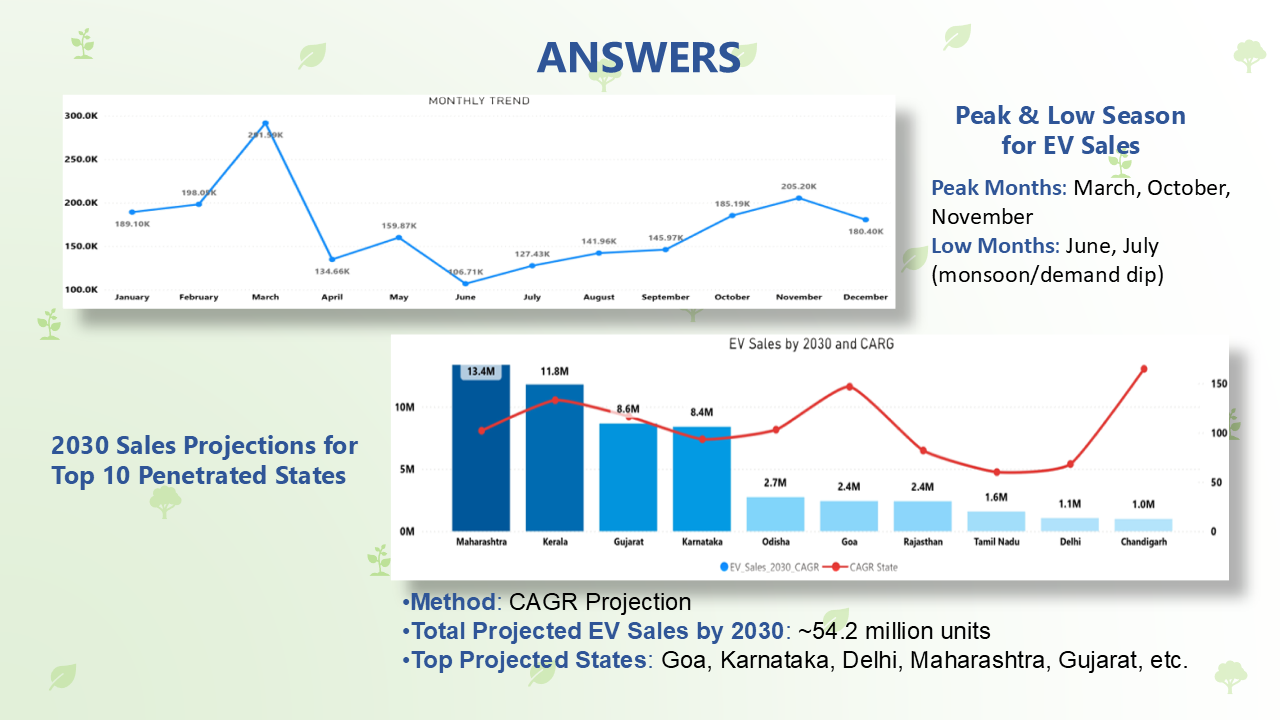 ANSWERS
MONTHLY TREND
300.0K
250.0K
200.0K
150.0K
100.0K
189.10K
198.05K
291.99K
134.66K
159.87K
106.71K
127.43K
141.96K
145.97K
185.19K
205.20K
180.40K
January February March April May June July August September October November December
Peak & Low Season
for EV Sales
Peak Months: March, October,
November
Low Months: June, July
(monsoon/demand dip)
2030 Sales Projections for
Top 10 Penetrated States
EV Sales by 2030 and CARG
10M
5M
0M
13.4M 11.8M 8.6M 8.4M 2.7M 2.4M 2.4M 1.6M 1.1M 1.0M
150
100
50
0
Maharashtra Kerala Gujarat Karnataka Odisha Goa Rajasthan Tamil Nadu Delhi Chandigarh
EV_Sales_2030_CAGR CAGR State
•Method: CAGR Projection
•Total Projected EV Sales by 2030: ~54.2 million units
•Top Projected States: Goa, Karnataka, Delhi, Maharashtra, Gujarat, etc.